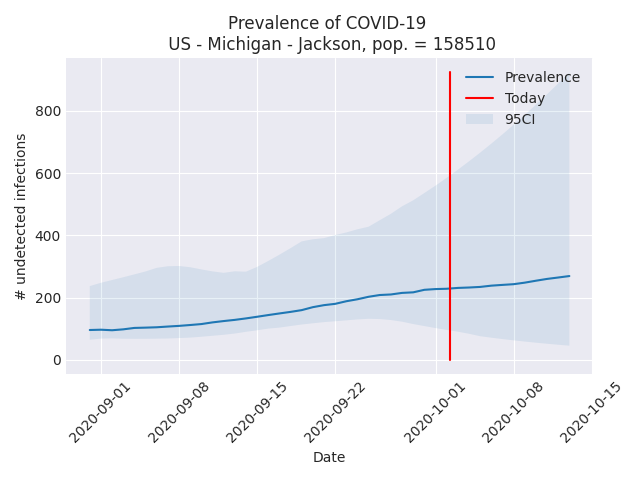 Prevalence of COVID-19
US - Michigan - Jackson, pop. = 158510
Prevalence
Today
95CI
# undetected infections
800
600
400
200
0
2020-09-01
2020-09-08
2020-09-15
2020-09-22
2020-10-01
2020-10-08
2020-10-15
Date